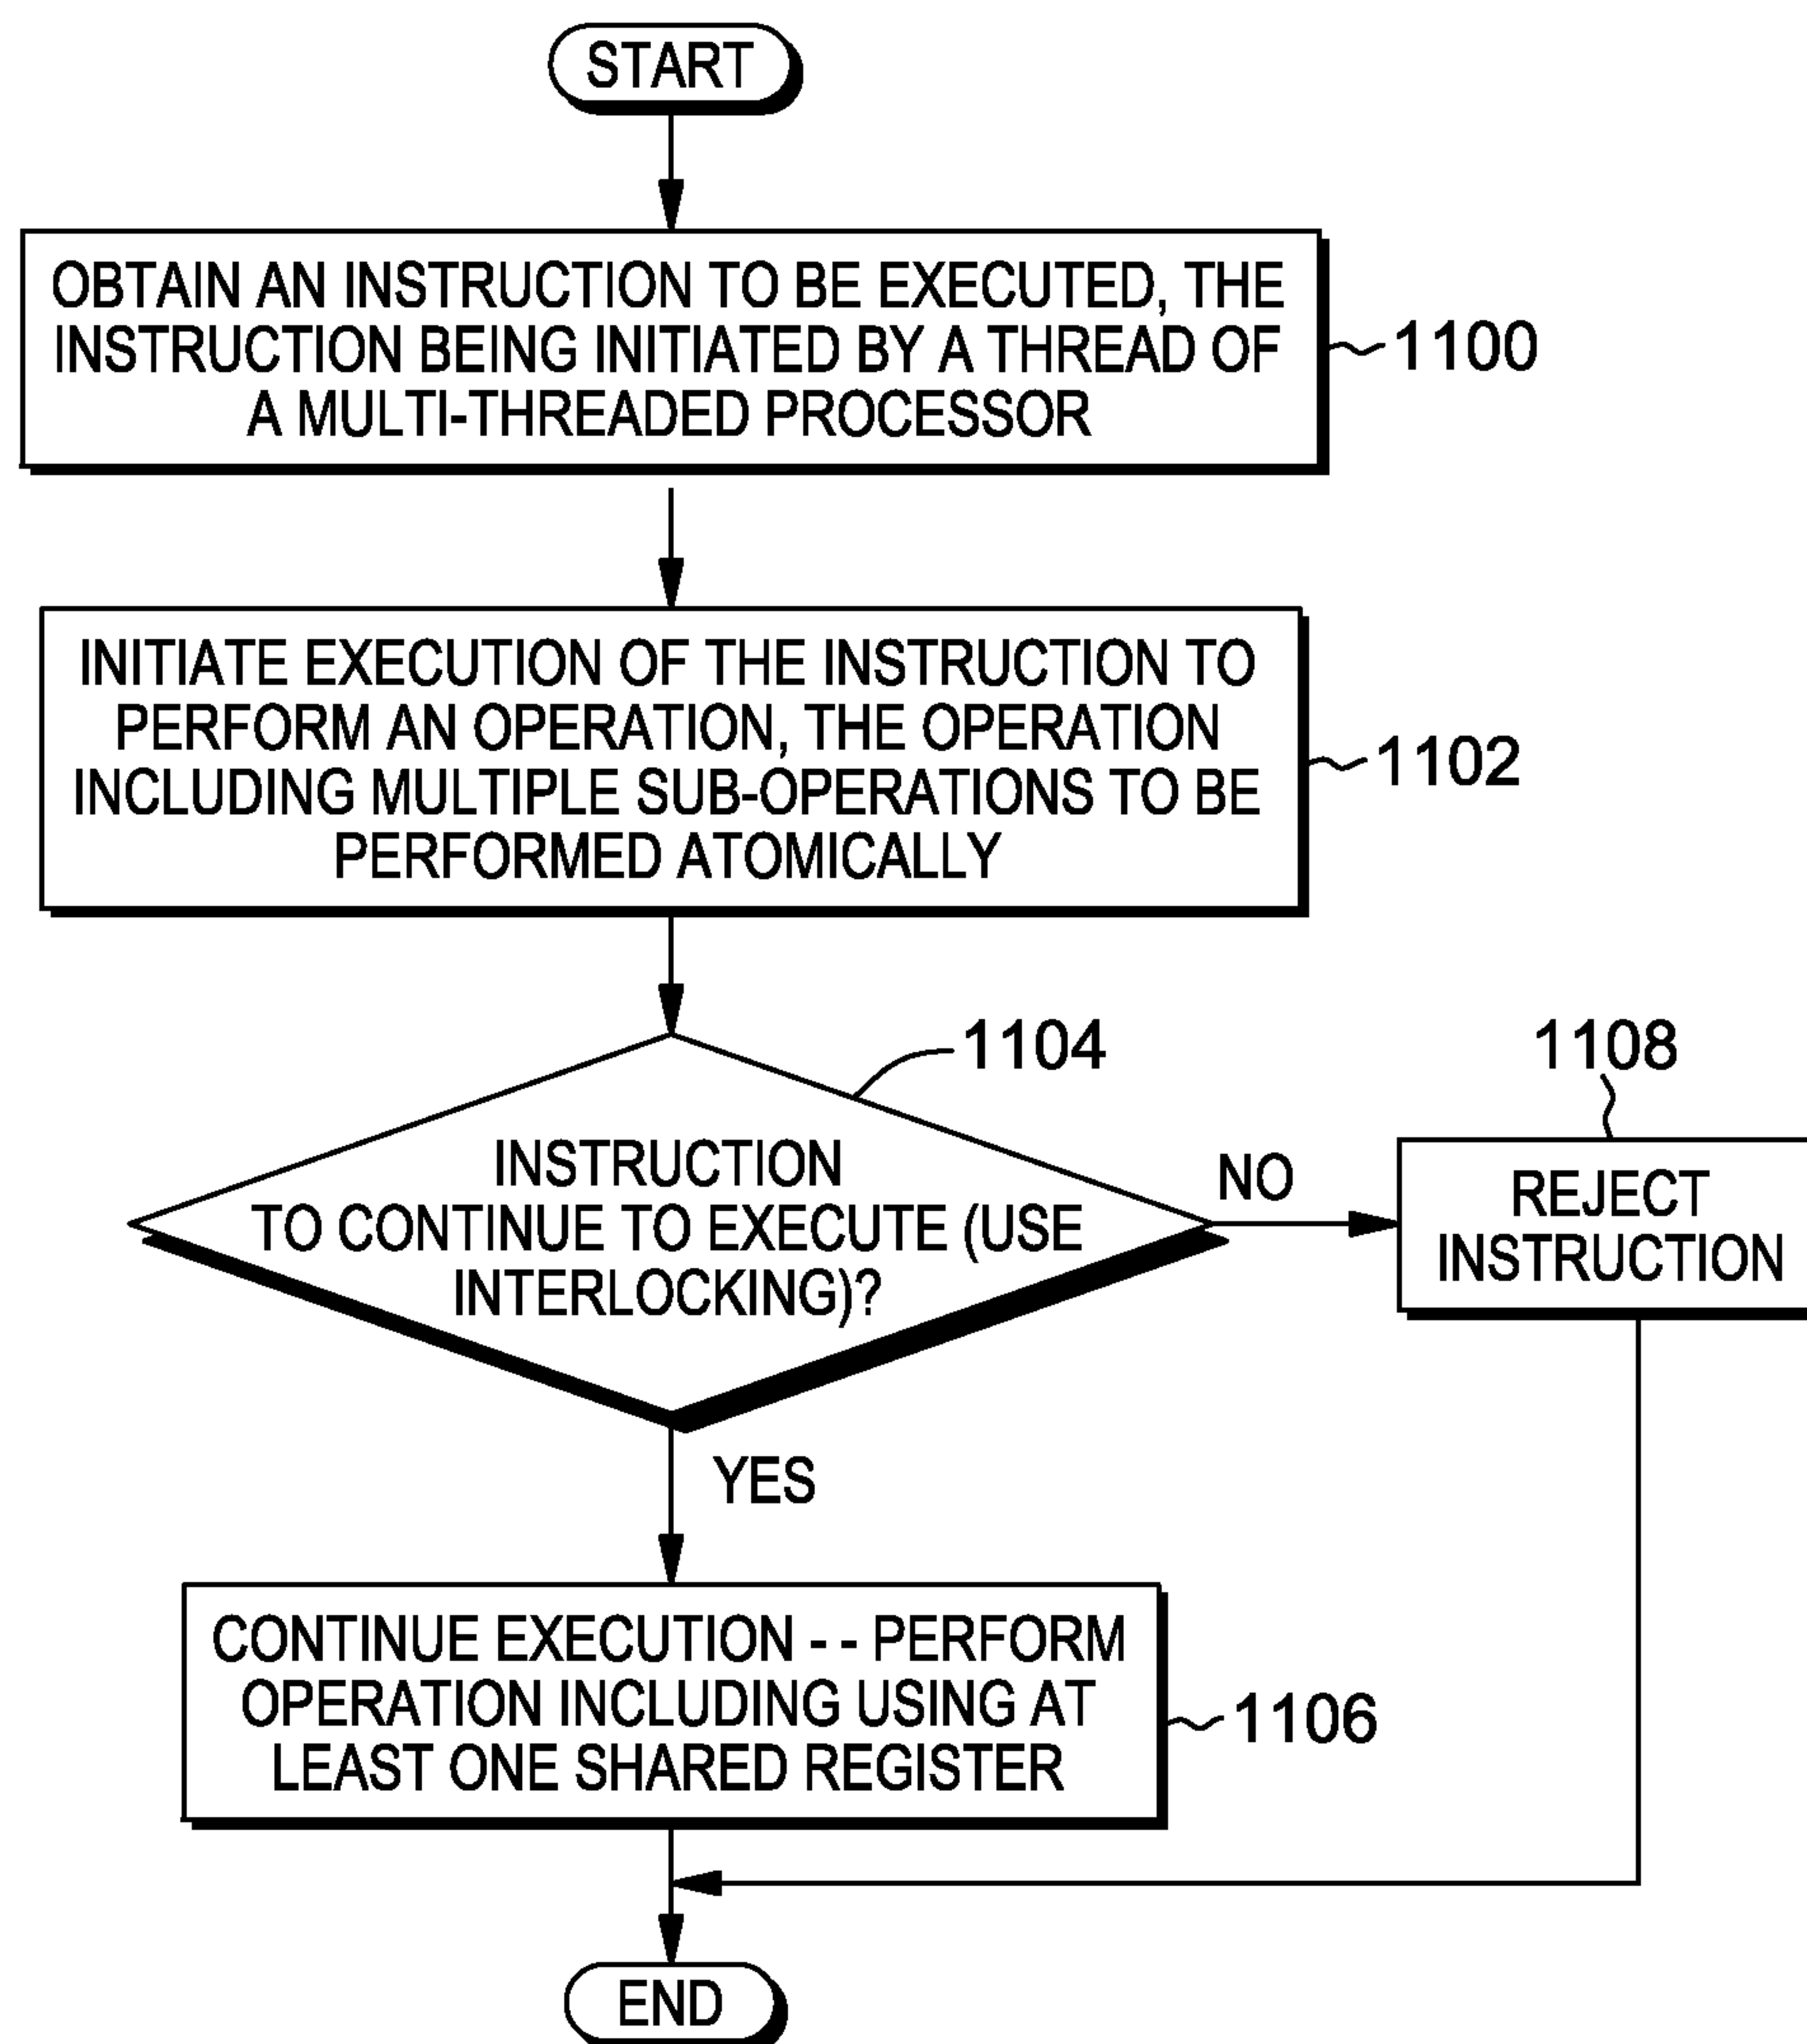 START
OBTAIN AN INSTRUCTION TO BE EXECUTED, THE
INSTRUCTION BEING INITIATED BY A THREAD OF
A MULTI-THREADED PROCESSOR
1100
INITIATE EXECUTION OF THE INSTRUCTION TO
PERFORM AN OPERATION, THE OPERATION
INCLUDING MULTIPLE SUB-OPERATIONS TO BE
PERFORMED ATOMICALLY
1102
1104
INSTRUCTION
TO CONTINUE TO EXECUTE (USE
INTERLOCKING)?
NO
1108
REJECT
INSTRUCTION
YES
CONTINUE EXECUTION - - PERFORM
OPERATION INCLUDING USING AT
LEAST ONE SHARED REGISTER
1106
END